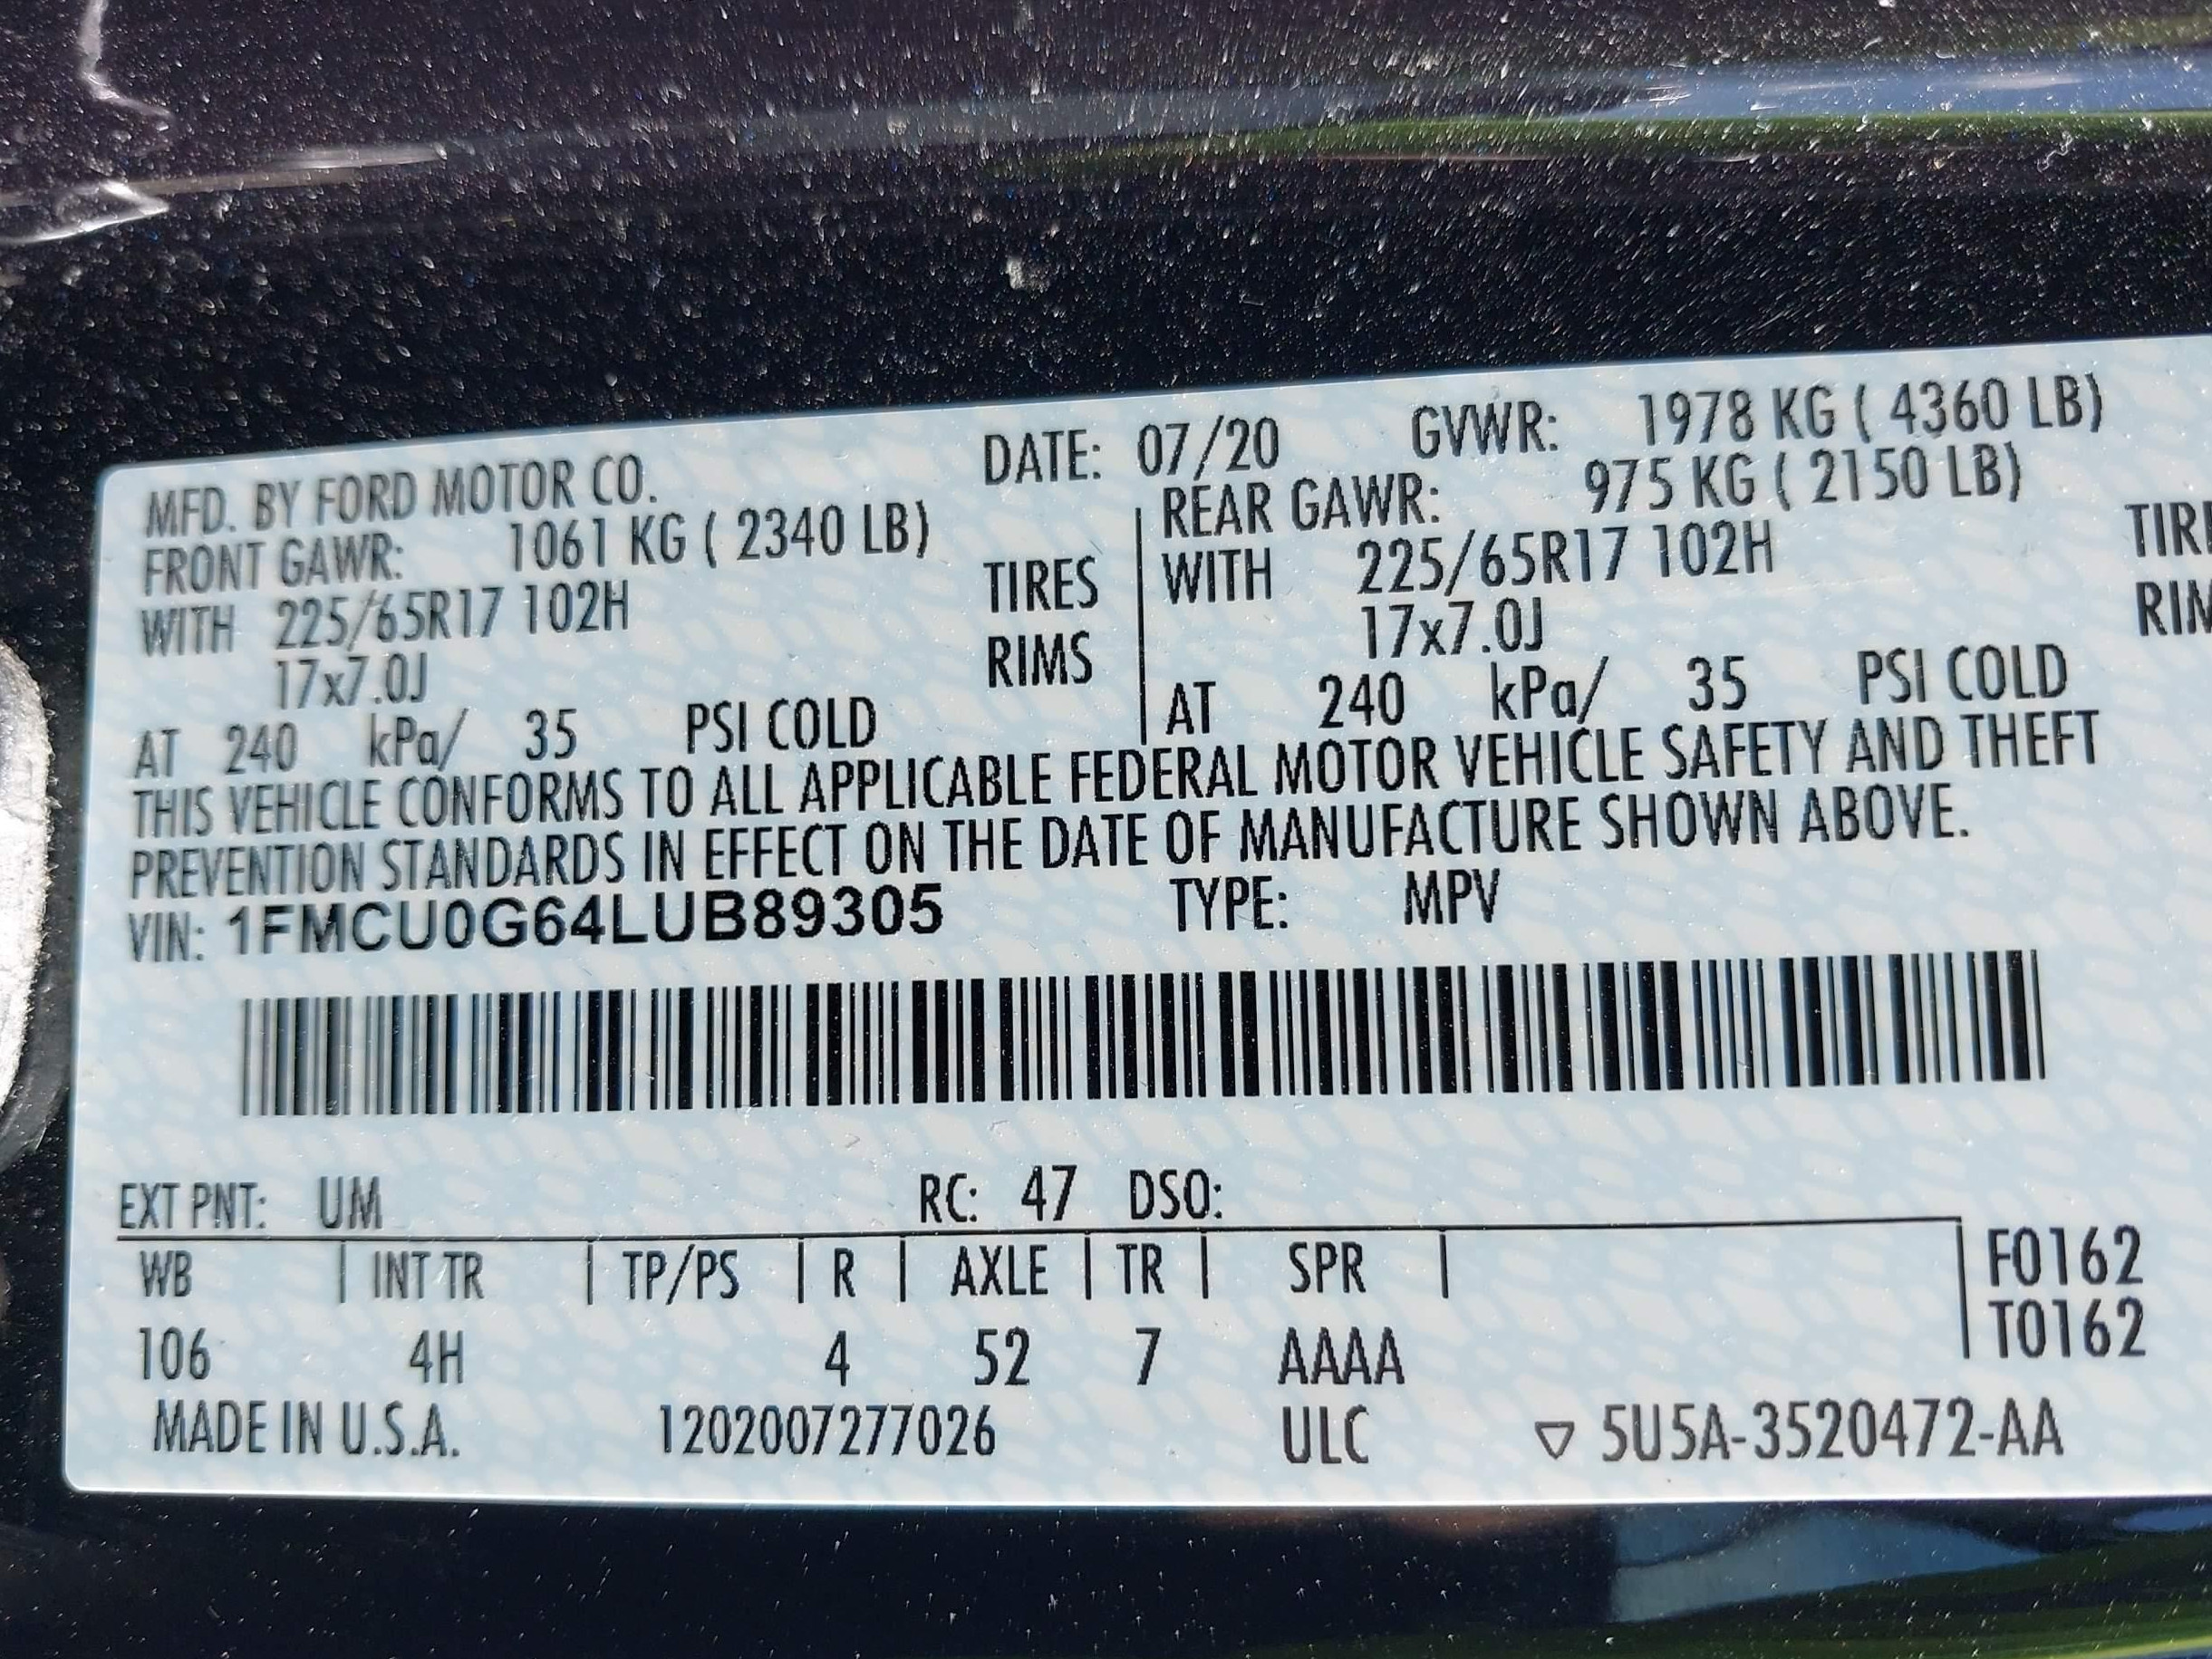 MFD. BY FORD MOTOR CO. DATE: 07/20 GVWR: 1978 KG ( 4360 LB)
FRONT GAWR: 1061 KG ( 2340 LB) REAR GAWR: 975 KG ( 2150 LB)
WITH 225/65R17 102H TIRES WITH 225/65R17 102H
17x7.0J RIMS 17x7.0J
AT 240 kPa/ 35 PSI COLD AT 240 kPa/ 35 PSI COLD
THIS VEHICLE CONFORMS TO ALL APPLICABLE FEDERAL MOTOR VEHICLE SAFETY AND THEFT
PREVENTION STANDARDS IN EFFECT ON THE DATE OF MANUFACTURE SHOWN ABOVE.
VIN: 1FMCU0G64LUB89305 TYPE: MPV
EXT PNT: UM RC: 47 DSO:
WB INT TR TP/PS R AXLE TR SPR F0162
106 4H 4 52 7 AAAA T0162
MADE IN U.S.A. 1202007277026 ULC ▽ 5U5A-3520472-AA